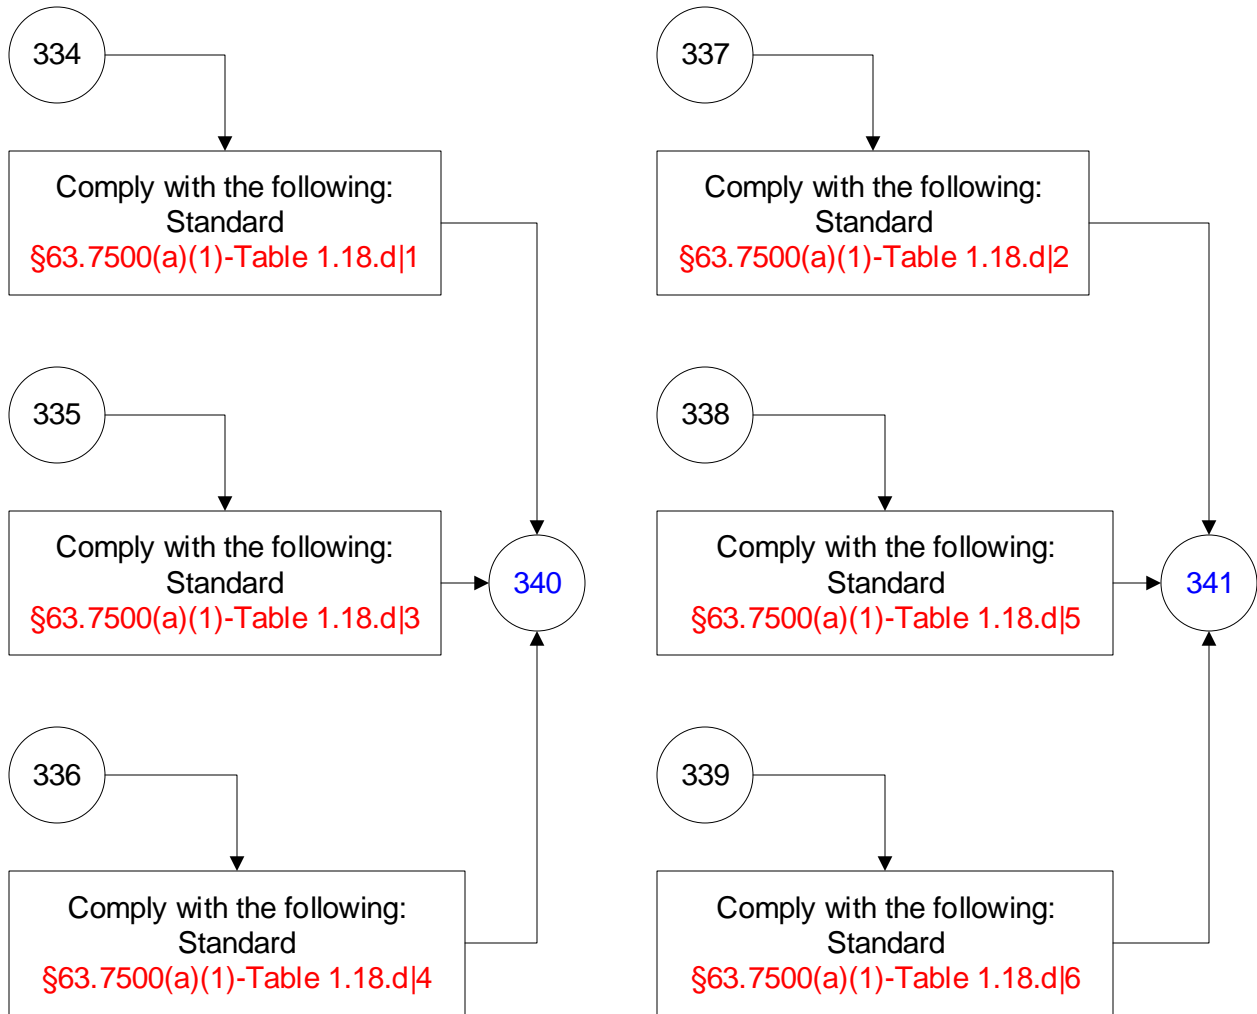 334
Comply with the following:
Standard
§63.7500(a)(1)-Table 1.18.d|1
335
Comply with the following:
Standard
§63.7500(a)(1)-Table 1.18.d|3
340
336
Comply with the following:
Standard
§63.7500(a)(1)-Table 1.18.d|4
337
Comply with the following:
Standard
§63.7500(a)(1)-Table 1.18.d|2
338
Comply with the following:
Standard
§63.7500(a)(1)-Table 1.18.d|5
341
339
Comply with the following:
Standard
§63.7500(a)(1)-Table 1.18.d|6